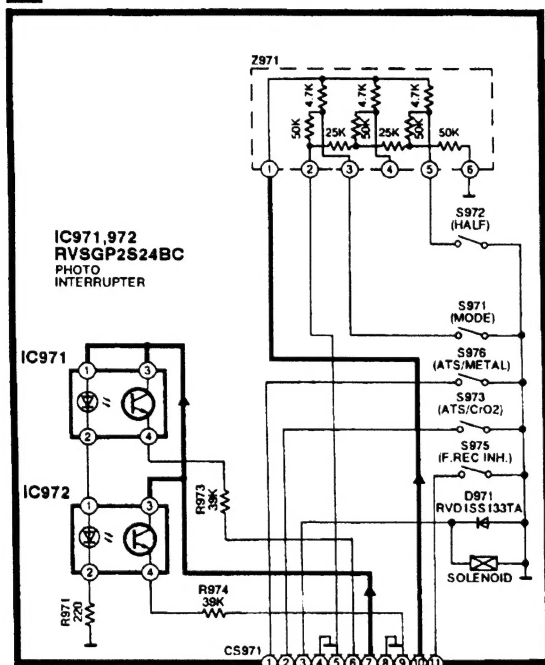 Z971
4.7K
4.7K
4.7K
50K
25K
50K
25K
50K
50K
1 2 3 4 5 6
S972
(HALF)
IC971,972
RVSGP2S24BC
PHOTO
INTERRUPTER
S971
(MODE)
S976
(ATS/METAL)
S973
(ATS/CrO2)
S975
(F.REC INH.)
IC971
1 3
2 4
IC972
1 3
2 4
R973
39K
D971
RVD1SS133TA
SOLENOID
R971
220
R974
39K
CS971
1 2 3 4 5 6 7 8 9 10 11